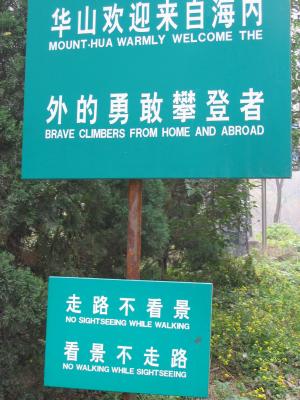 华山欢迎来自海内
MOUNT·HUA WARMLY WELCOME THE
外的勇敢攀登者
BRAVE CLIMBERS FROM HOME AND ABROAD
走路不看景
NO SIGHTSEEING WHILE WALKING
看景不走路
NO WALKING WHILE SIGHTSEEING